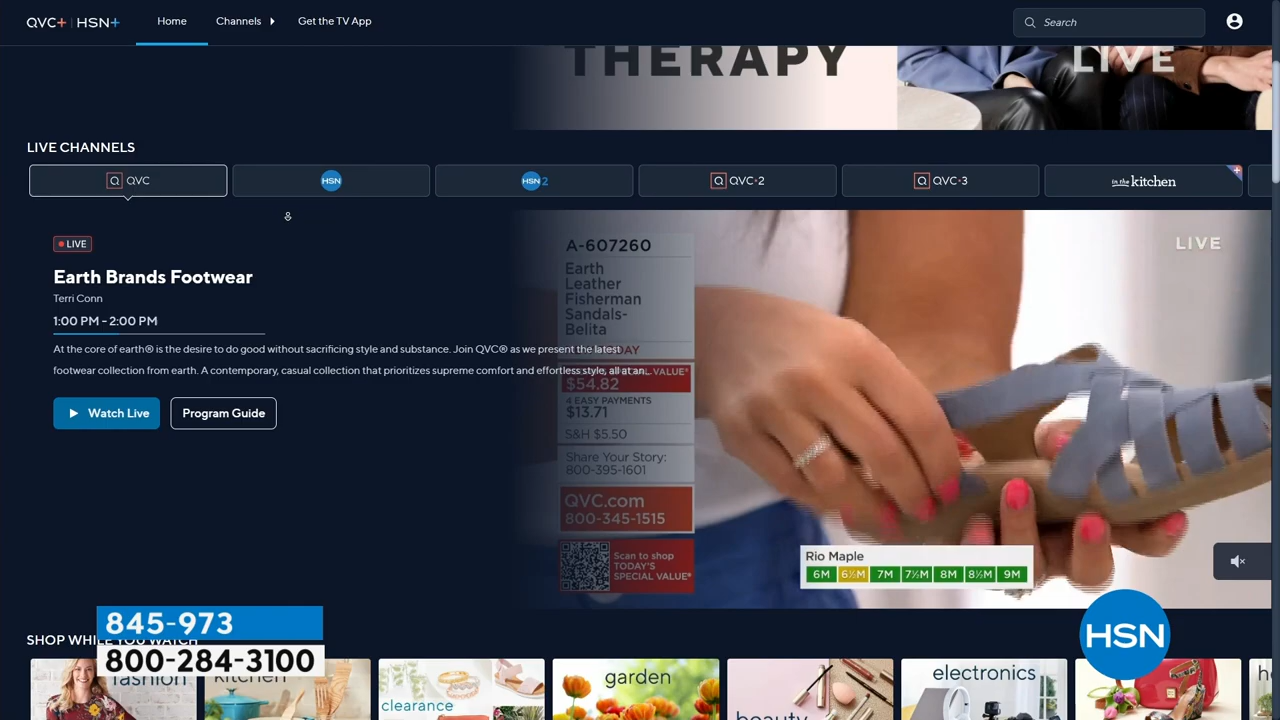 QVC+ | HSN+
Home
Channels
Get the TV App
Search
THERAPY
LIVE
LIVE CHANNELS
Q QVC
HSN
HSN 2
Q QVC•2
Q QVC•3
in the kitchen
LIVE
Earth Brands Footwear
Terri Conn
1:00 PM - 2:00 PM
At the core of earth® is the desire to do good without sacrificing style and substance. Join QVC® as we present the latest
footwear collection from earth. A contemporary, casual collection that prioritizes supreme comfort and effortless style, all at an...
Watch Live
Program Guide
A-607260
Earth
Leather
Fisherman
Sandals-
Belita
VALUE®
$54.82
4 EASY PAYMENTS
$13.71
S&H $5.50
Share Your Story:
800-395-1601
QVC.com
800-345-1515
Scan to shop
TODAY'S
SPECIAL VALUE®
LIVE
Rio Maple
6M 6½M 7M 7½M 8M 8½M 9M
SHOP WHILE YOU WATCH
845-973
800-284-3100
HSN
fashion
kitchen
clearance
garden
beauty
electronics